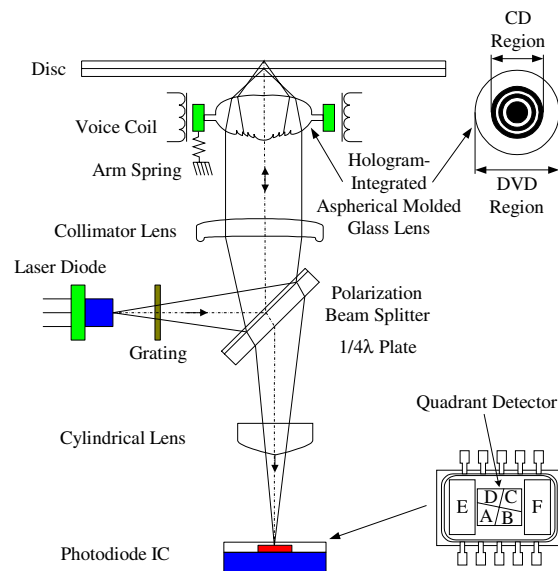 CD
Region
Disc
Voice Coil
Arm Spring
Hologram-
Integrated
Aspherical Molded
Glass Lens
DVD
Region
Collimator Lens
Laser Diode
Grating
Polarization
Beam Splitter
1/4λ Plate
Quadrant Detector
Cylindrical Lens
E
D C
A B
F
Photodiode IC